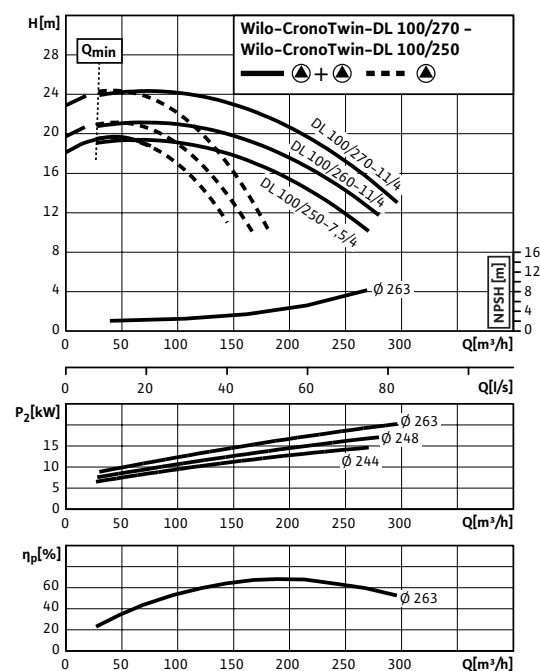 H[m]
Wilo-CronoTwin-DL 100/270 –
Wilo-CronoTwin-DL 100/250
+
Qmin
28
24
20
16
12
8
4
0
DL 100/270-11/4
DL 100/260-11/4
DL 100/250-7,5/4
16
12
8
4
0
NPSH [m]
Ø 263
0 50 100 150 200 250 300 Q[m³/h]
0 20 40 60 80 Q[l/s]
P2[kW]
15
10
5
0
Ø 263
Ø 248
Ø 244
0 50 100 150 200 250 300 Q[m³/h]
ηp[%]
60
40
20
0
Ø 263
0 50 100 150 200 250 300 Q[m³/h]